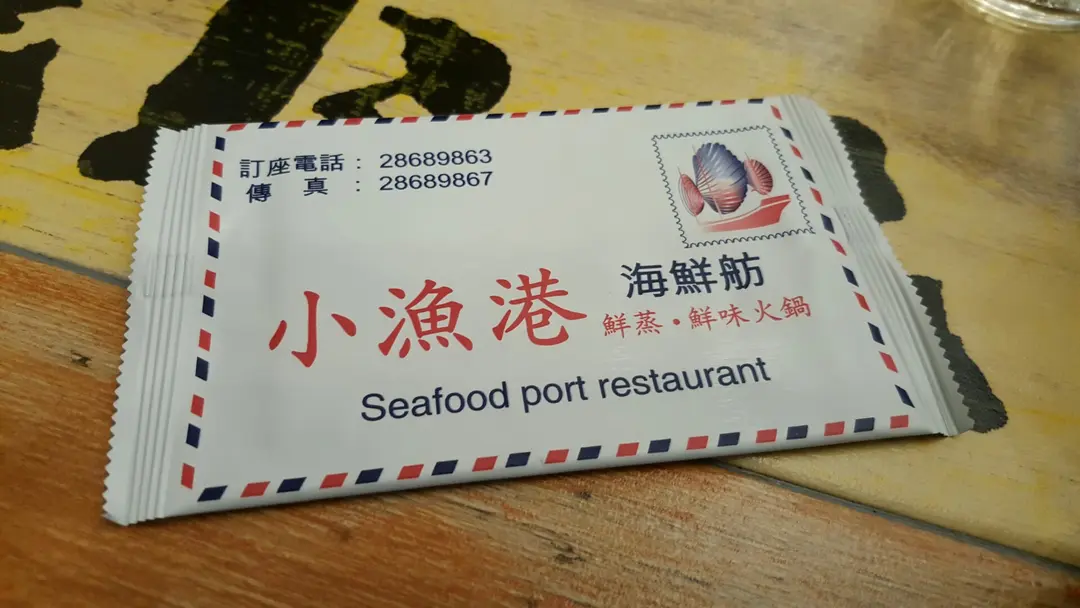 訂座電話： 28689863
傳　真　： 28689867
海鮮舫
小漁港
鮮蒸・鮮味火鍋
Seafood port restaurant